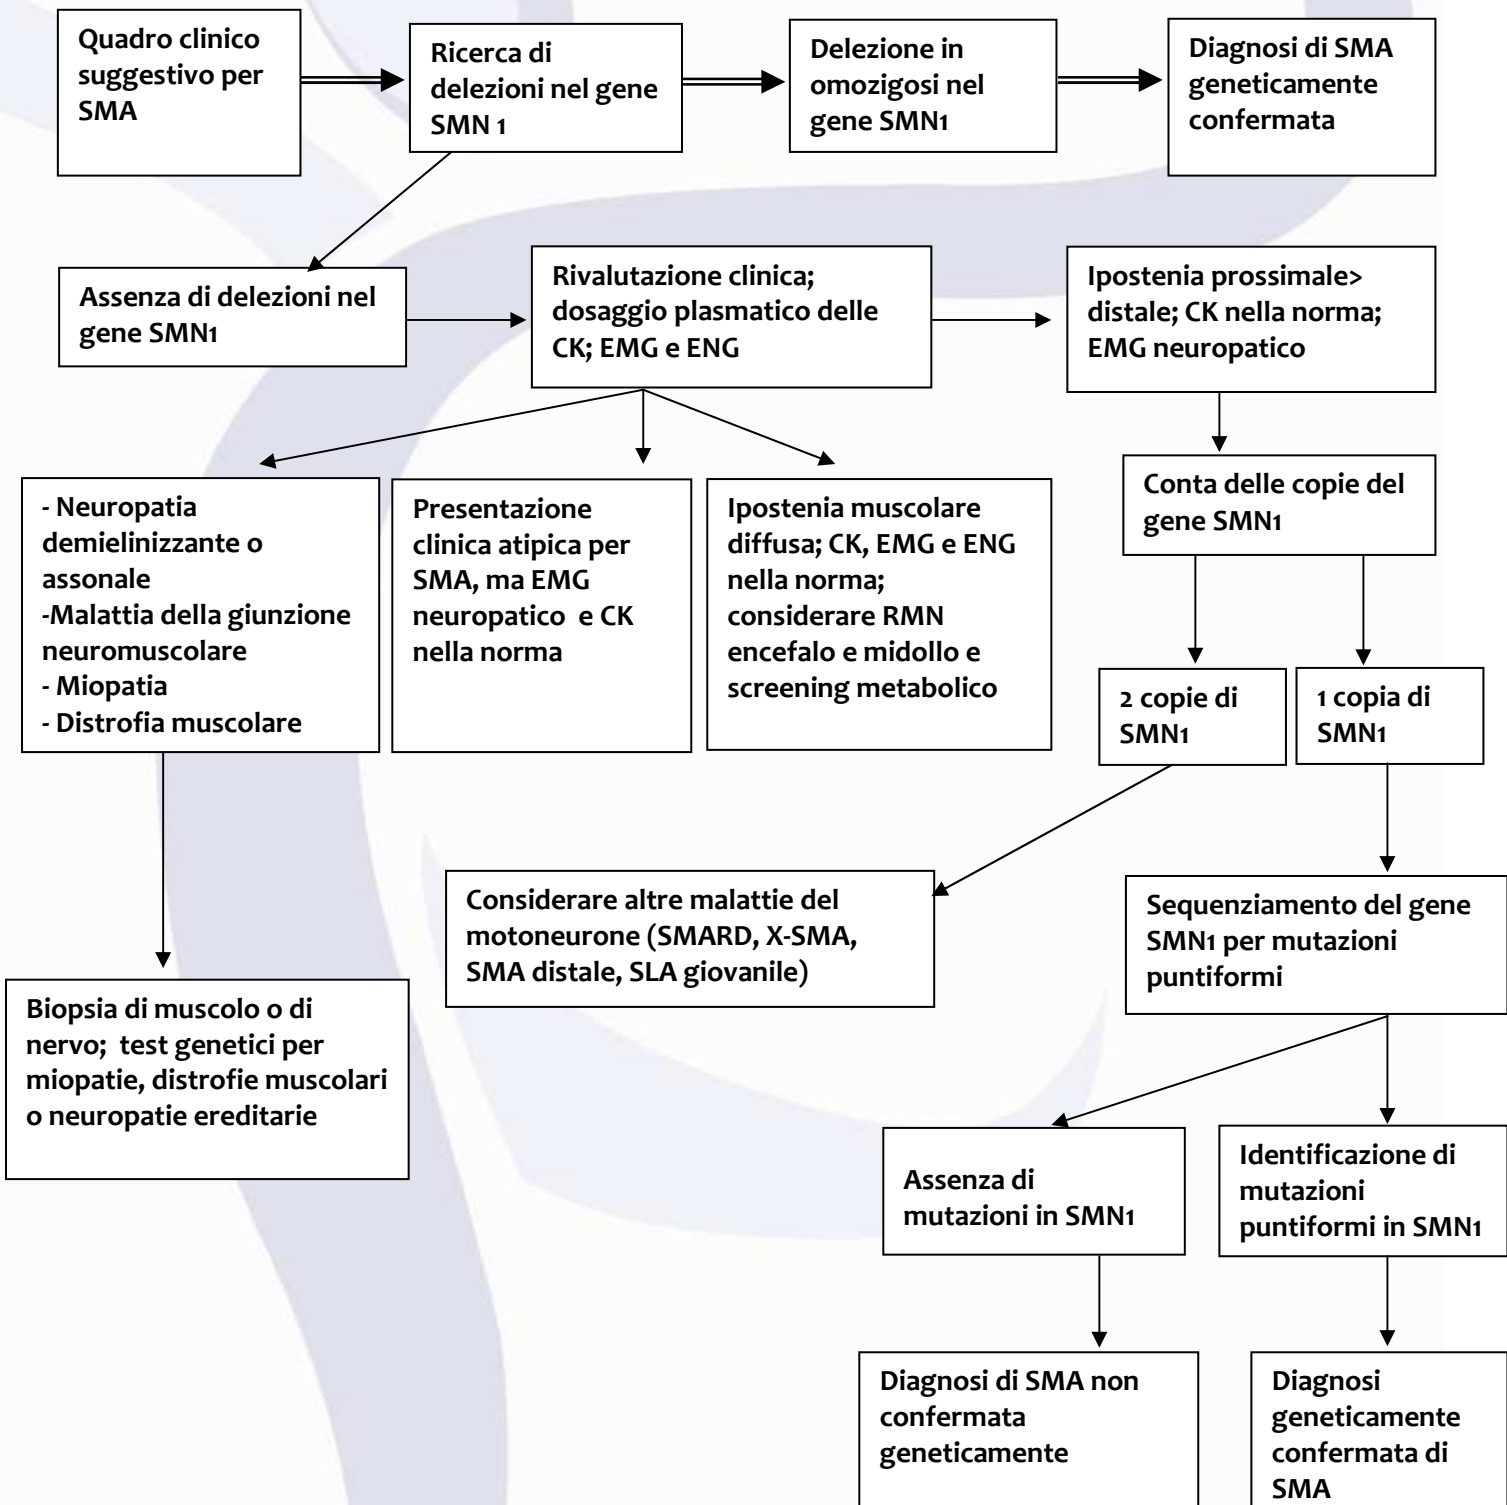 Quadro clinico
suggestivo per
SMA
Ricerca di
delezioni nel gene
SMN 1
Delezione in
omozigosi nel
gene SMN1
Diagnosi di SMA
geneticamente
confermata
Assenza di delezioni nel
gene SMN1
Rivalutazione clinica;
dosaggio plasmatico delle
CK; EMG e ENG
Ipostenia prossimale>
distale; CK nella norma;
EMG neuropatico
- Neuropatia
demielinizzante o
assonale
-Malattia della giunzione
neuromuscolare
- Miopatia
- Distrofia muscolare
Presentazione
clinica atipica per
SMA, ma EMG
neuropatico e CK
nella norma
Ipostenia muscolare
diffusa; CK, EMG e ENG
nella norma;
considerare RMN
encefalo e midollo e
screening metabolico
Conta delle copie del
gene SMN1
2 copie di
SMN1
1 copia di
SMN1
Considerare altre malattie del
motoneurone (SMARD, X-SMA,
SMA distale, SLA giovanile)
Sequenziamento del gene
SMN1 per mutazioni
puntiformi
Biopsia di muscolo o di
nervo; test genetici per
miopatie, distrofie muscolari
o neuropatie ereditarie
Assenza di
mutazioni in SMN1
Identificazione di
mutazioni
puntiformi in SMN1
Diagnosi di SMA non
confermata
geneticamente
Diagnosi
geneticamente
confermata di
SMA